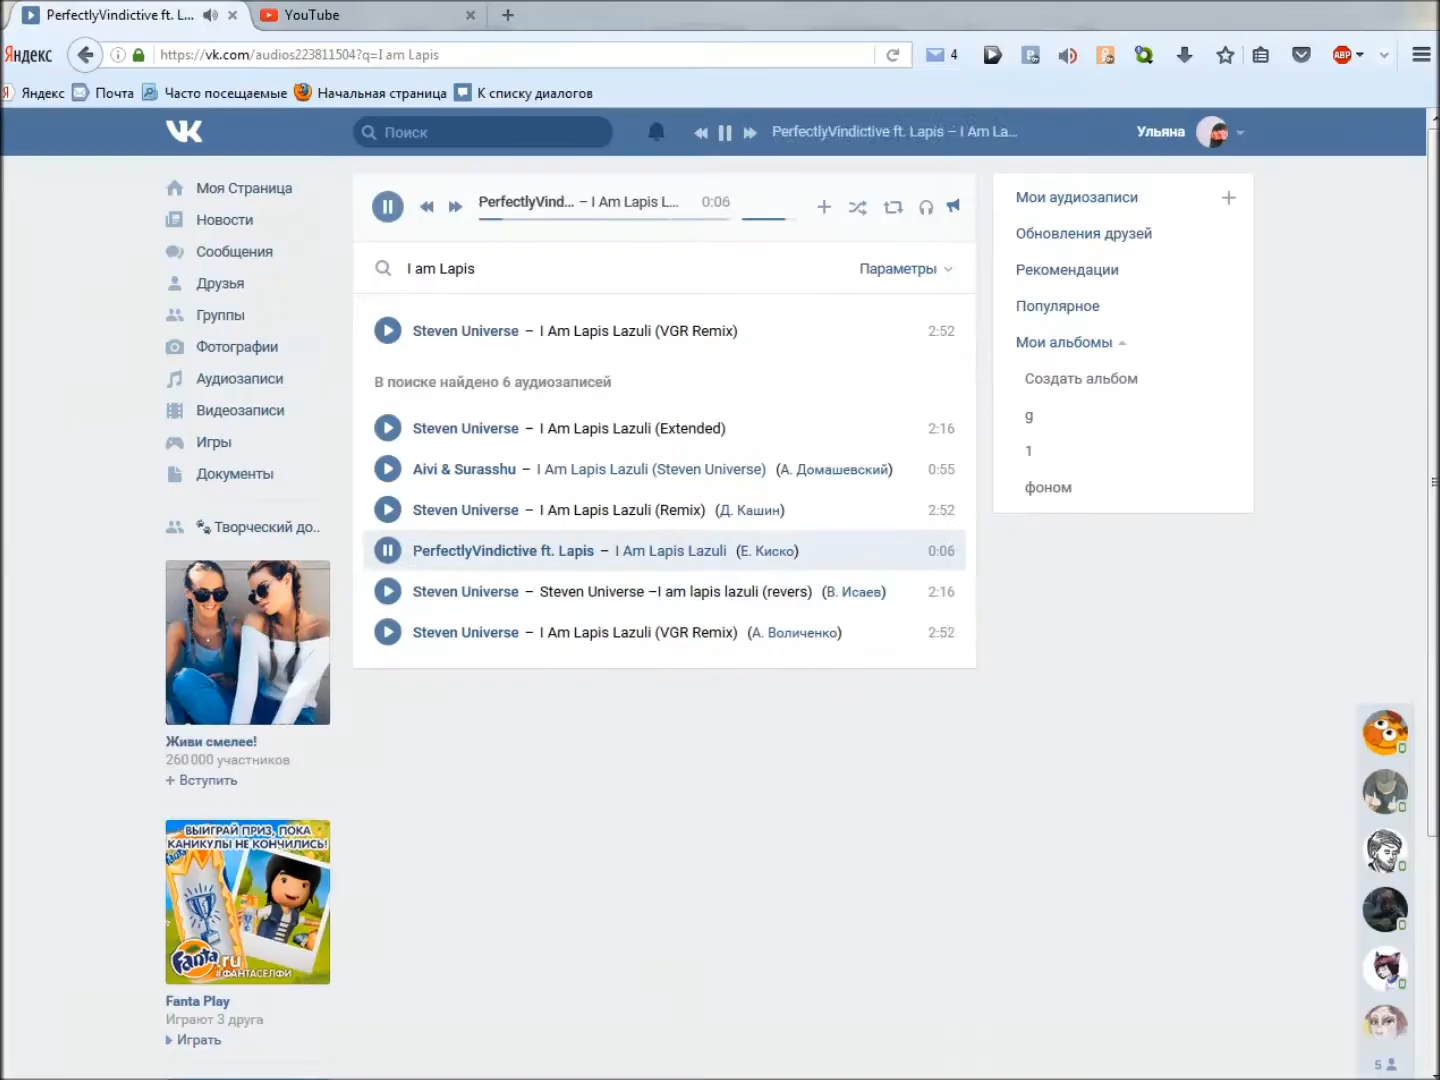 PerfectlyVindictive ft. L...
YouTube
Яндекс
https://vk.com/audios223811504?q=I am Lapis
4
ABP
Яндекс
Почта
Часто посещаемые
Начальная страница
К списку диалогов
Поиск
PerfectlyVindictive ft. Lapis – I Am La...
Ульяна
Моя Страница
Новости
Сообщения
Друзья
Группы
Фотографии
Аудиозаписи
Видеозаписи
Игры
Документы
Творческий до..
Живи смелее!
260 000 участников
+ Вступить
ВЫИГРАЙ ПРИЗ, ПОКА
КАНИКУЛЫ НЕ КОНЧИЛИСЬ!
Fanta
.ru
#ФАНТАСЕЛФИ
Fanta Play
Играют 3 друга
Играть
PerfectlyVind... – I Am Lapis L... 0:06
I am Lapis
Параметры
Steven Universe – I Am Lapis Lazuli (VGR Remix) 2:52
В поиске найдено 6 аудиозаписей
Steven Universe – I Am Lapis Lazuli (Extended) 2:16
Aivi & Surasshu – I Am Lapis Lazuli (Steven Universe) (А. Домашевский) 0:55
Steven Universe – I Am Lapis Lazuli (Remix) (Д. Кашин) 2:52
PerfectlyVindictive ft. Lapis – I Am Lapis Lazuli (Е. Киско) 0:06
Steven Universe – Steven Universe –I am lapis lazuli (revers) (В. Исаев) 2:16
Steven Universe – I Am Lapis Lazuli (VGR Remix) (А. Воличенко) 2:52
Мои аудиозаписи
Обновления друзей
Рекомендации
Популярное
Мои альбомы
Создать альбом
g
1
фоном
5